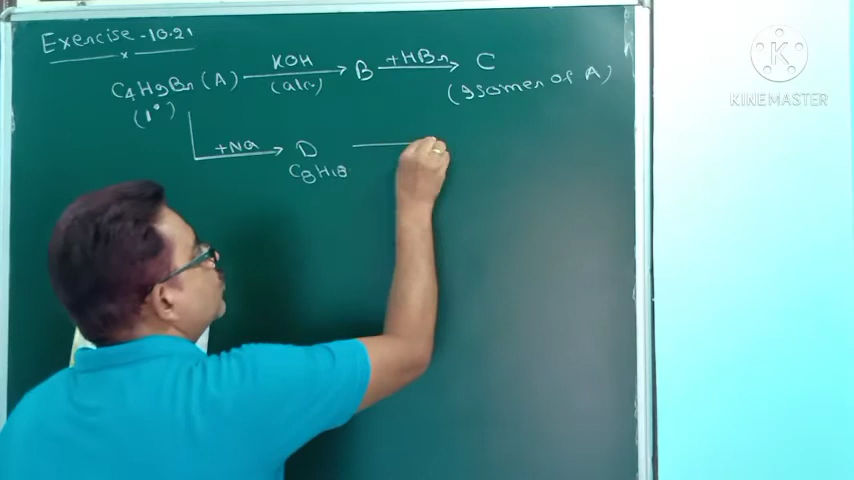 Exercise-10.21
x
C4H9Br (A) KOH (alc) B +HBr C
(1°) (Isomer of A)
+Na D
C8H18
K
KINEMASTER